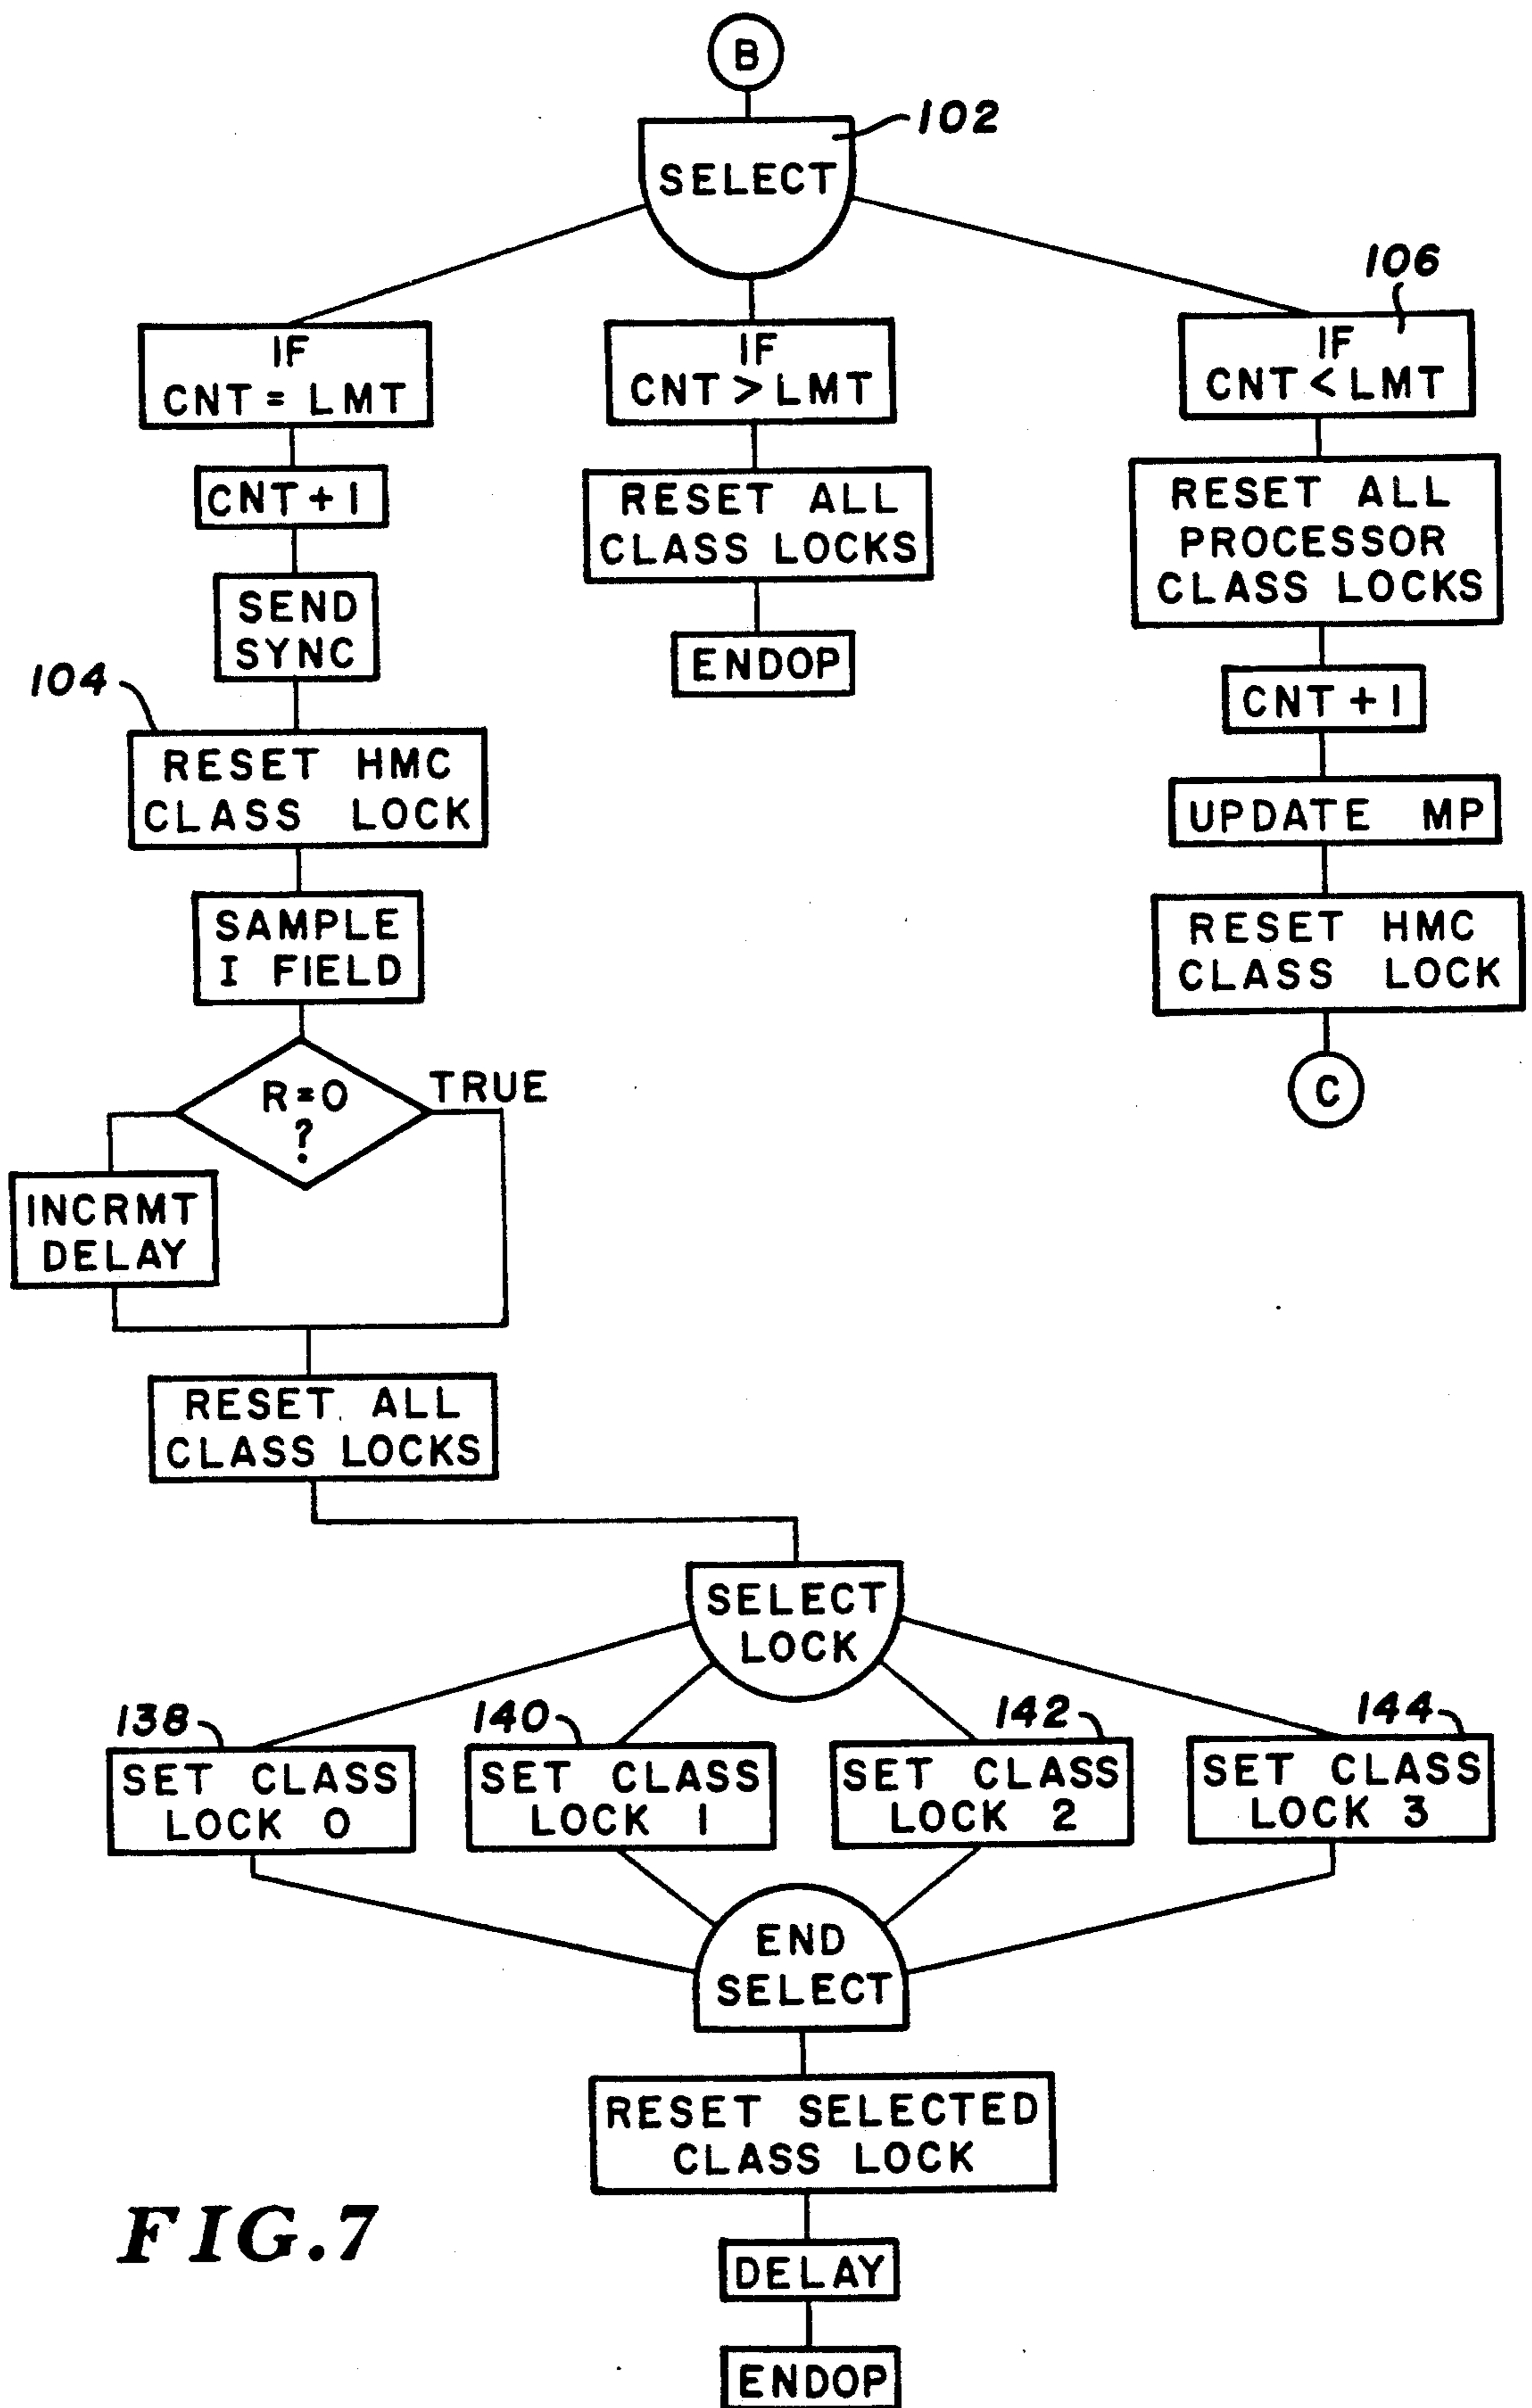 B
102
SELECT
106
IF
CNT = LMT
IF
CNT > LMT
IF
CNT < LMT
CNT + 1
RESET ALL
CLASS LOCKS
RESET ALL
PROCESSOR
CLASS LOCKS
SEND
SYNC
ENDOP
CNT + 1
104
RESET HMC
CLASS LOCK
UPDATE MP
SAMPLE
I FIELD
RESET HMC
CLASS LOCK
R=0
?
TRUE
C
INCRMT
DELAY
RESET ALL
CLASS LOCKS
SELECT
LOCK
138
140
142
144
SET CLASS
LOCK 0
SET CLASS
LOCK 1
SET CLASS
LOCK 2
SET CLASS
LOCK 3
END
SELECT
RESET SELECTED
CLASS LOCK
FIG.7
DELAY
ENDOP